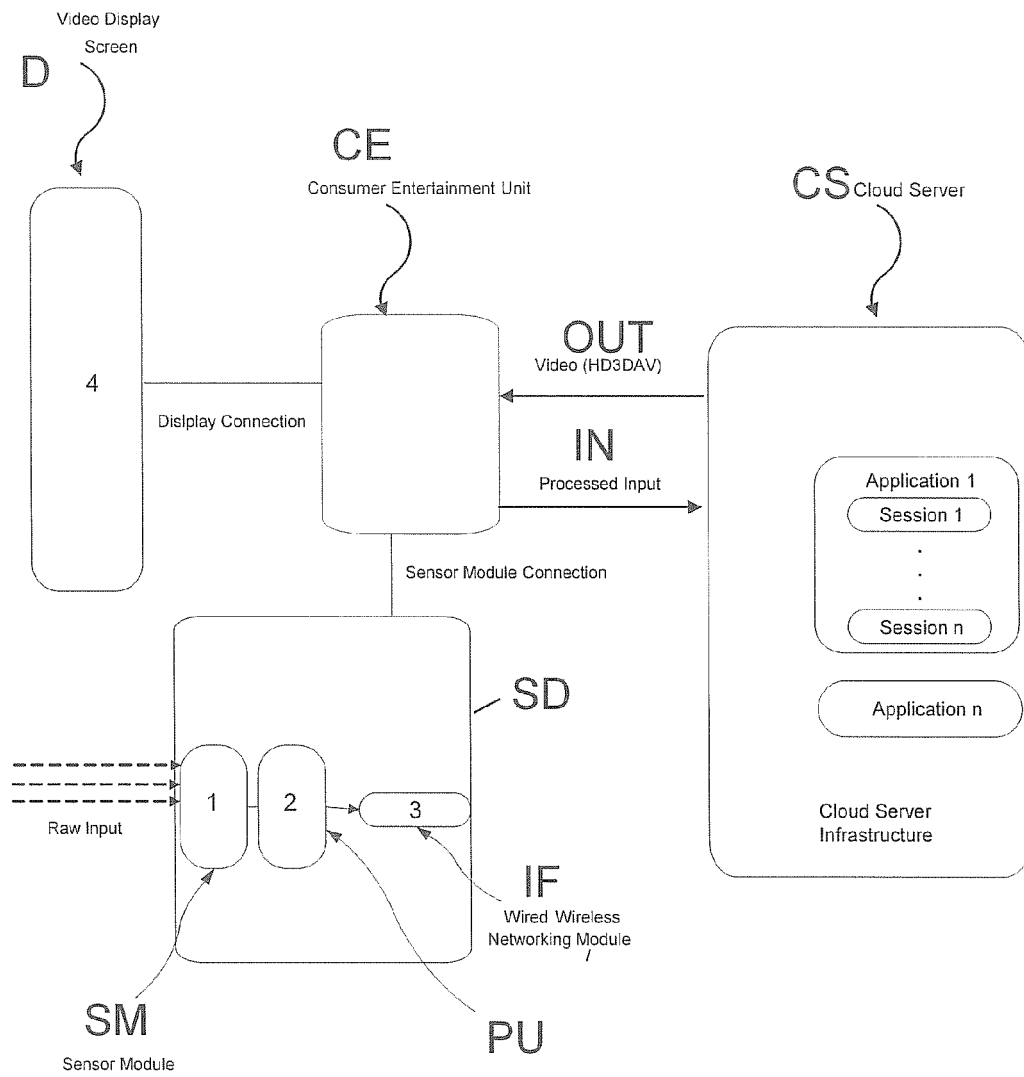 Video Display
Screen
D
CE
Consumer Entertainment Unit
CS Cloud Server
4
OUT
Video (HD3DAV)
Dislplay Connection
IN
Processed Input
Application 1
Session 1
.
.
.
Session n
Sensor Module Connection
SD
Application n
1
2
3
Raw Input
Cloud Server
Infrastructure
IF
Wired Wireless
Networking Module
/
SM
Sensor Module
PU